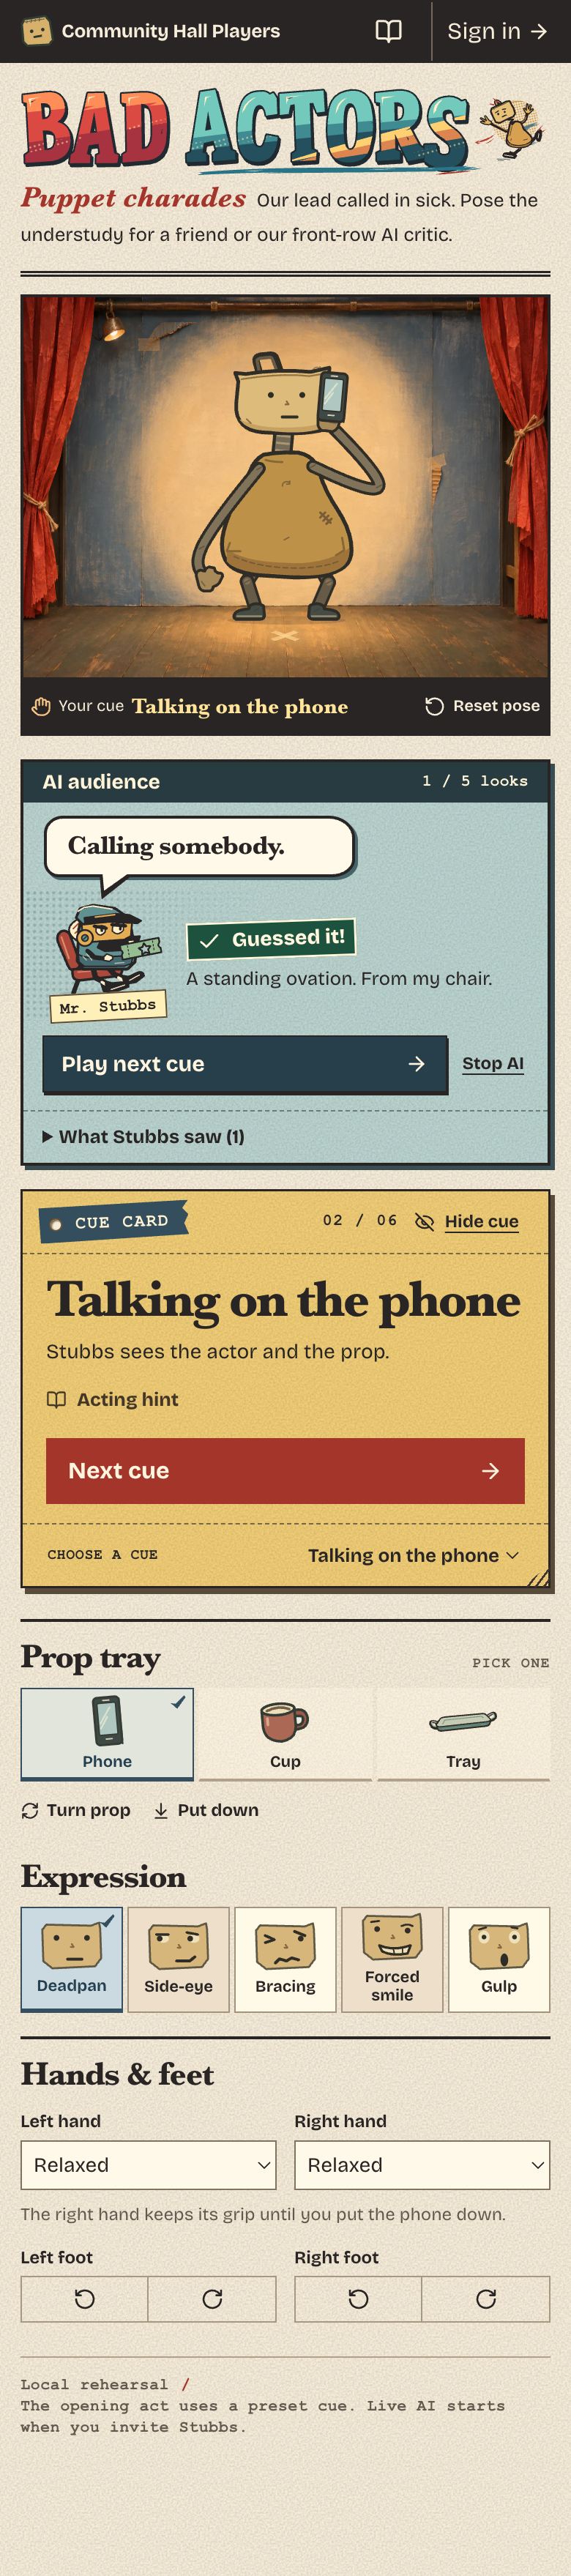 Community Hall Players
Sign in
BAD ACTORS
Puppet charades Our lead called in sick. Pose the
understudy for a friend or our front-row AI critic.
Your cue Talking on the phone
Reset pose
AI audience
1 / 5 looks
Calling somebody.
Guessed it!
A standing ovation. From my chair.
Mr. Stubbs
Play next cue
Stop AI
What Stubbs saw (1)
CUE CARD
02 / 06
Hide cue
Talking on the phone
Stubbs sees the actor and the prop.
Acting hint
Next cue
CHOOSE A CUE
Talking on the phone
Prop tray
PICK ONE
Phone
Cup
Tray
Turn prop
Put down
Expression
Deadpan
Side-eye
Bracing
Forced
smile
Gulp
Hands & feet
Left hand
Right hand
Relaxed
Relaxed
The right hand keeps its grip until you put the phone down.
Left foot
Right foot
Local rehearsal /
The opening act uses a preset cue. Live AI starts
when you invite Stubbs.